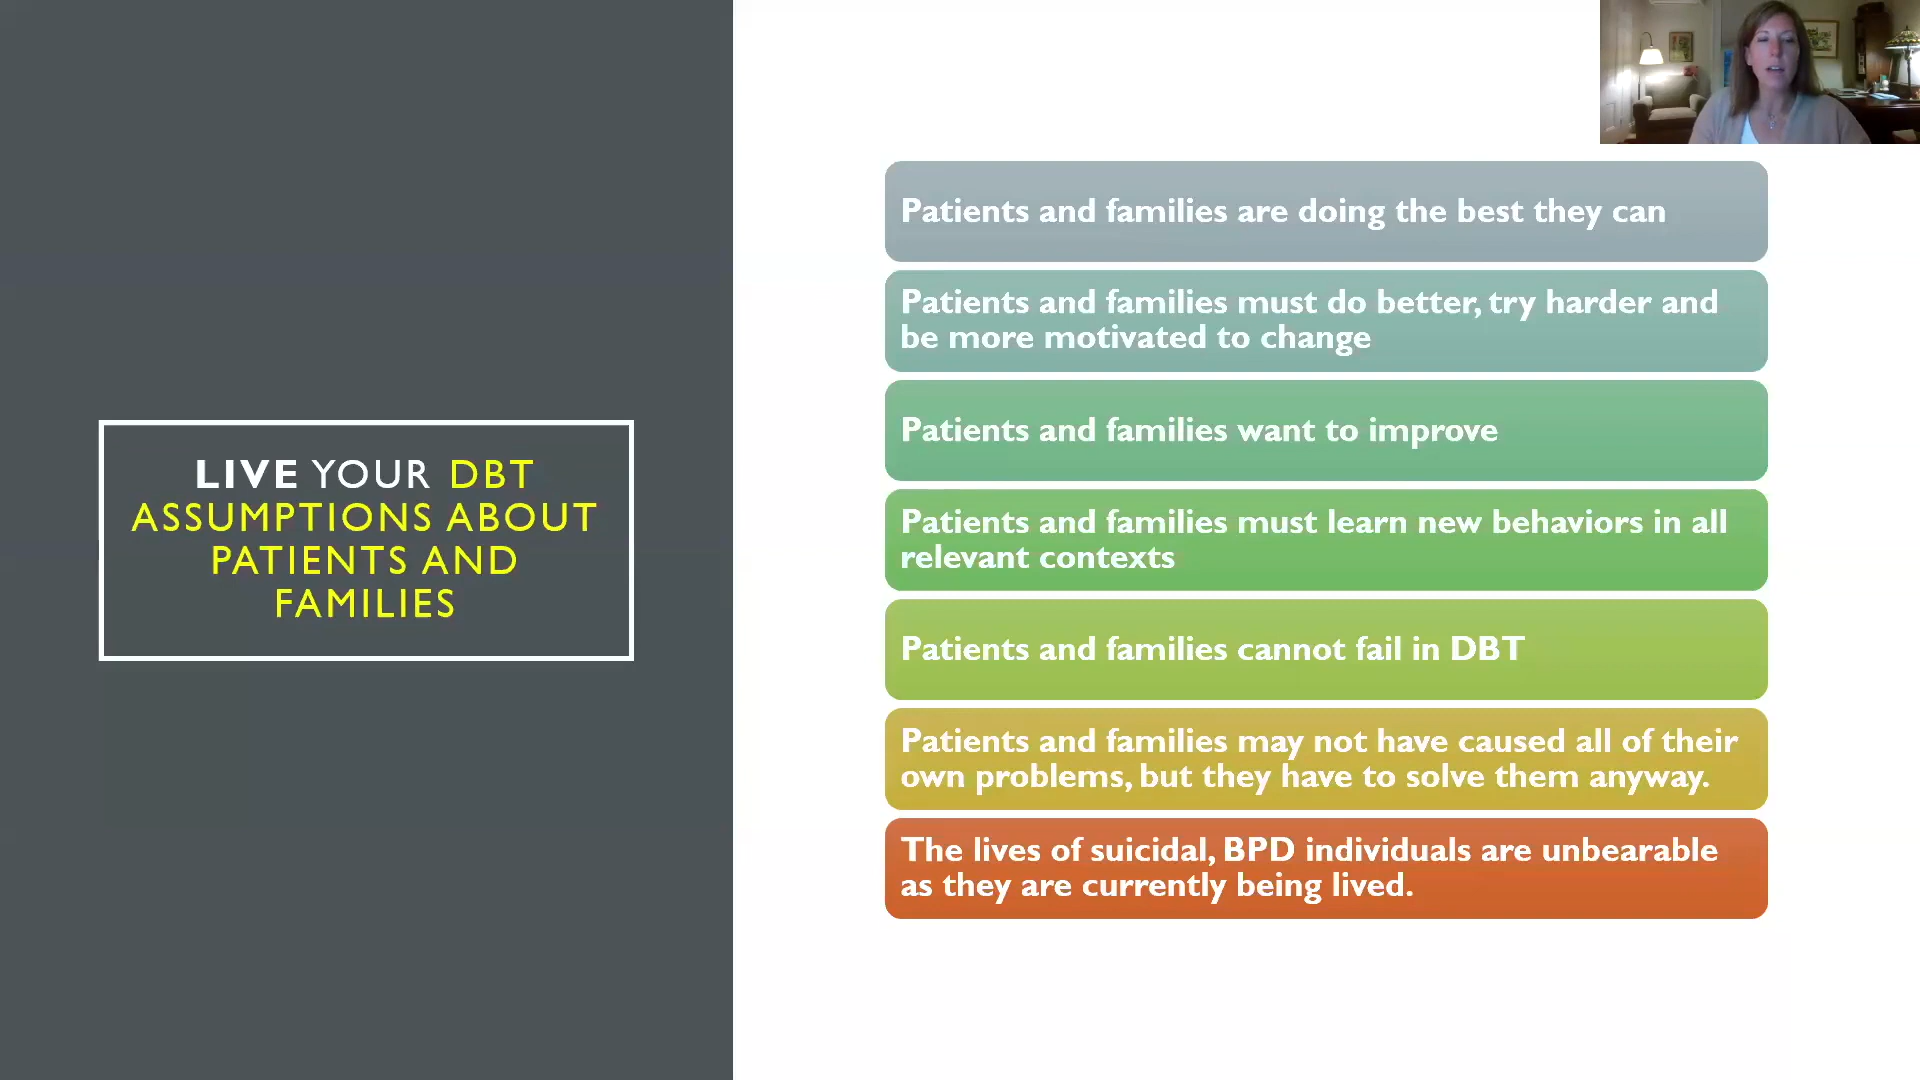 LIVE YOUR DBT
ASSUMPTIONS ABOUT
PATIENTS AND
FAMILIES
Patients and families are doing the best they can
Patients and families must do better, try harder and
be more motivated to change
Patients and families want to improve
Patients and families must learn new behaviors in all
relevant contexts
Patients and families cannot fail in DBT
Patients and families may not have caused all of their
own problems, but they have to solve them anyway.
The lives of suicidal, BPD individuals are unbearable
as they are currently being lived.